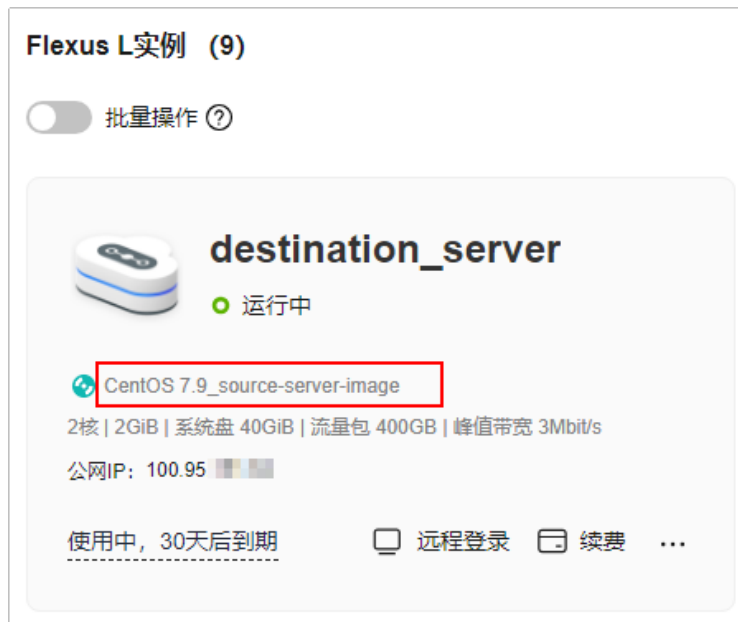 Flexus L实例 (9)
批量操作
destination_server
运行中
CentOS 7.9_source-server-image
2核 | 2GiB | 系统盘 40GiB | 流量包 400GB | 峰值带宽 3Mbit/s
公网IP: 100.95
使用中，30天后到期 远程登录 续费 ...